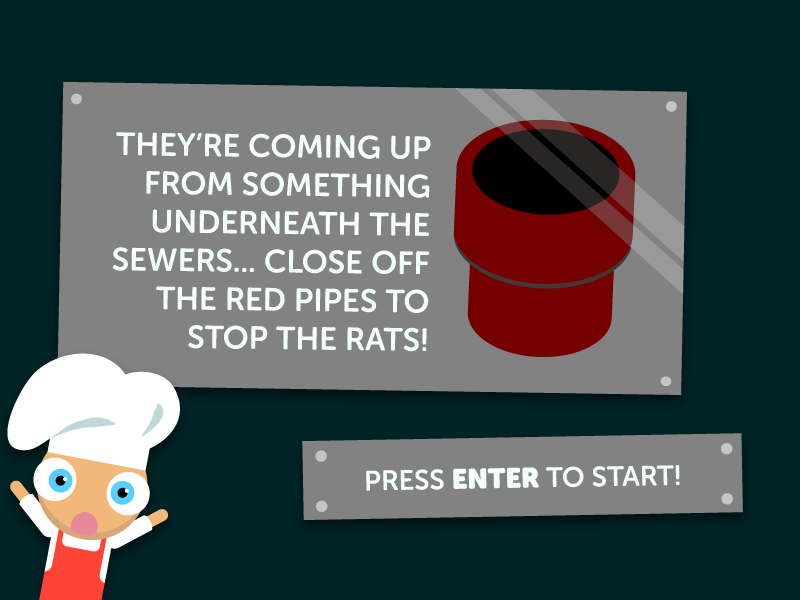 THEY'RE COMING UP
FROM SOMETHING
UNDERNEATH THE
SEWERS... CLOSE OFF
THE RED PIPES TO
STOP THE RATS!
PRESS ENTER TO START!